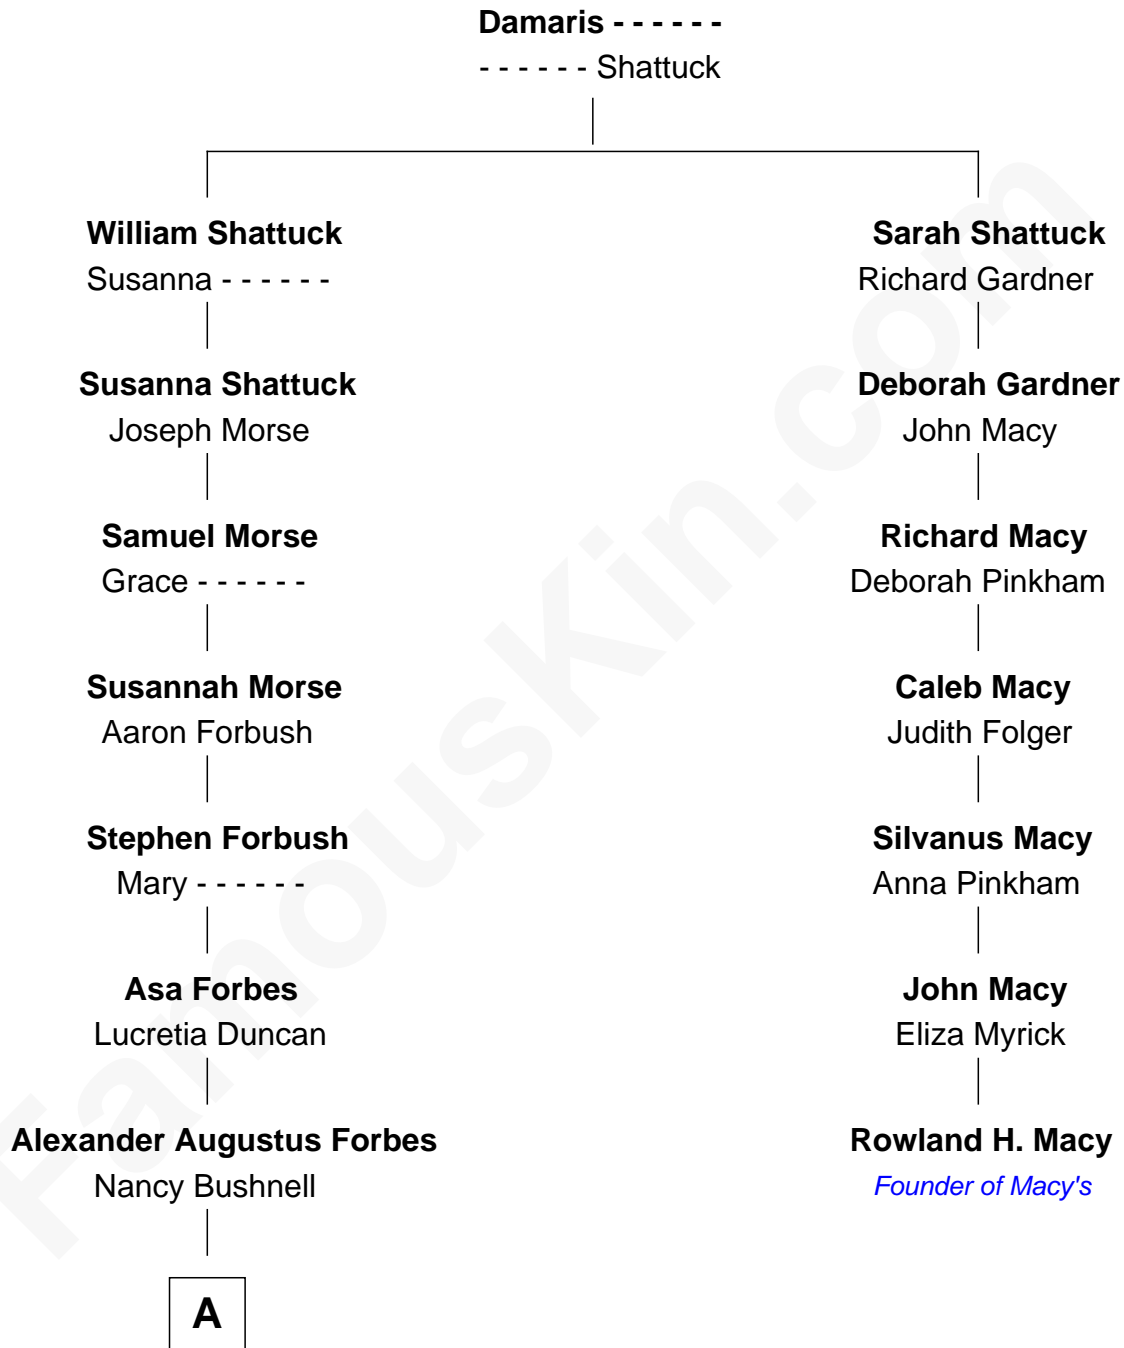 Damaris - - - - - -
- - - - - - Shattuck
William Shattuck
Susanna - - - - - -
Sarah Shattuck
Richard Gardner
Susanna Shattuck
Joseph Morse
Deborah Gardner
John Macy
Samuel Morse
Grace - - - - - -
Richard Macy
Deborah Pinkham
Susannah Morse
Aaron Forbush
Caleb Macy
Judith Folger
Stephen Forbush
Mary - - - - - -
Silvanus Macy
Anna Pinkham
Asa Forbes
Lucretia Duncan
John Macy
Eliza Myrick
Alexander Augustus Forbes
Nancy Bushnell
Rowland H. Macy
Founder of Macy's
A
FamousKin.com